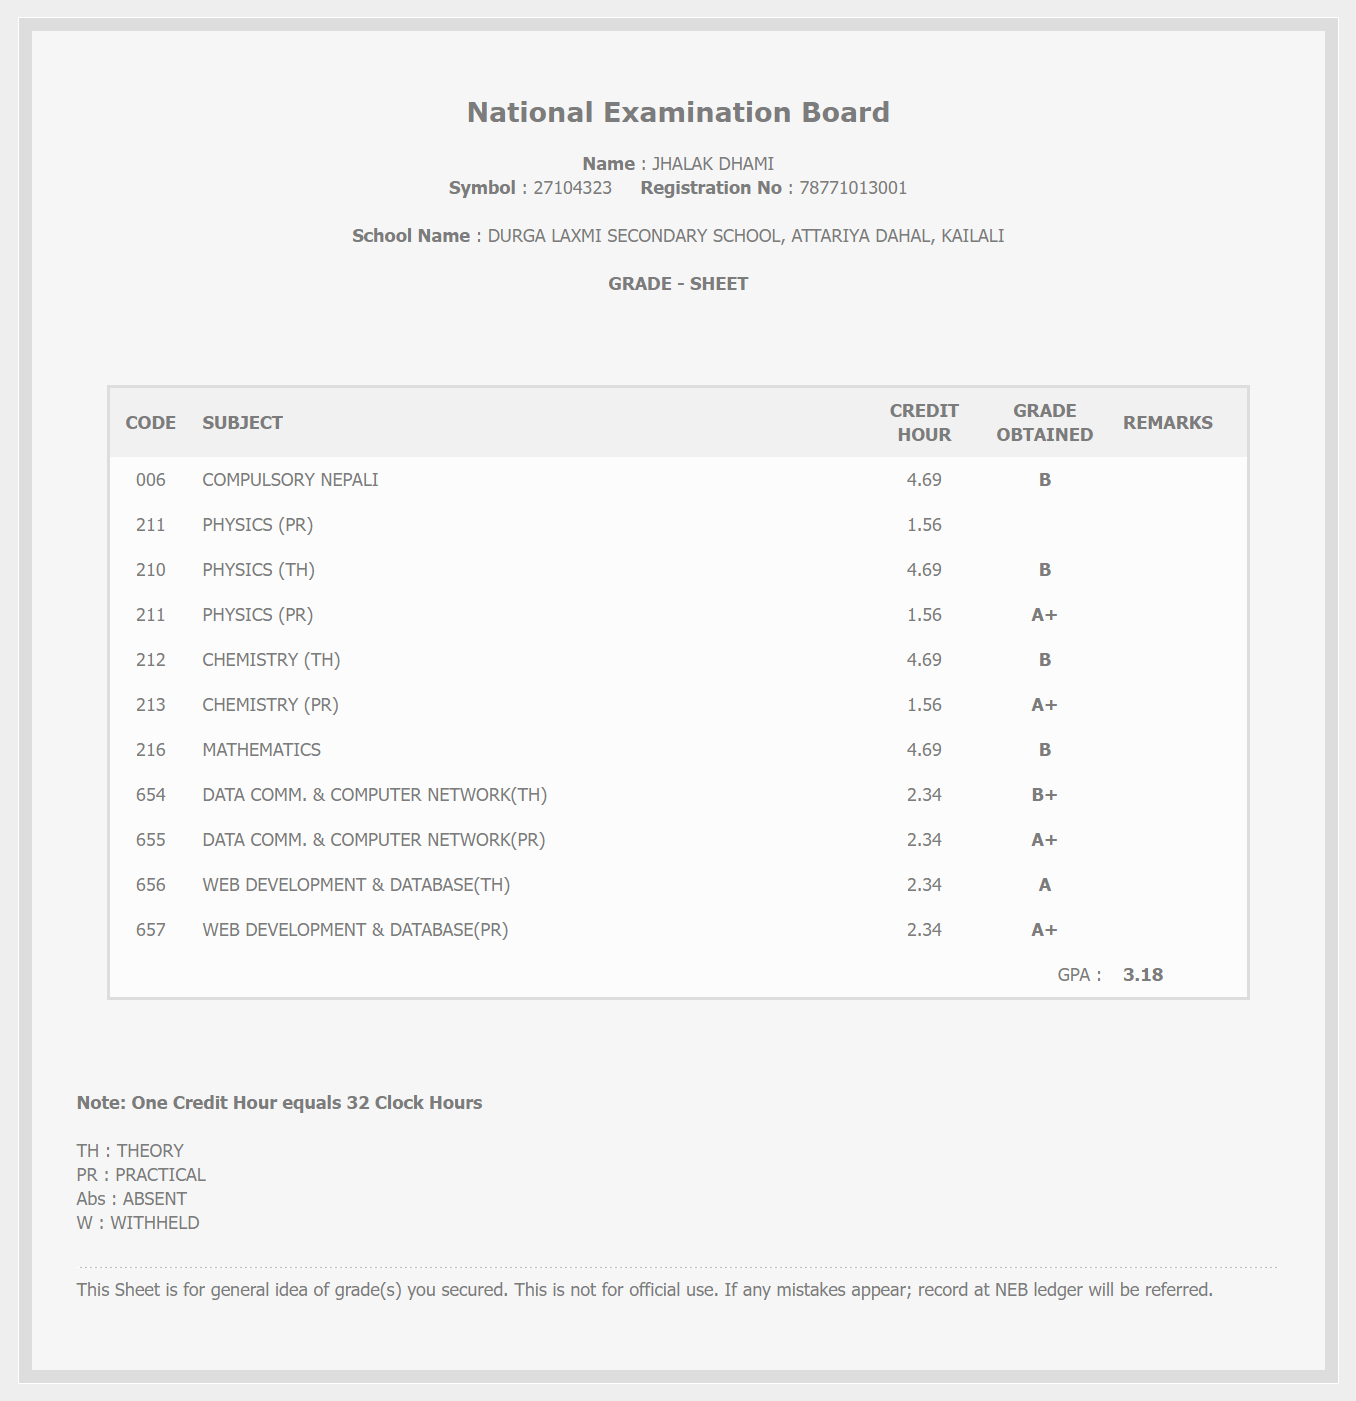 National Examination Board
Name : JHALAK DHAMI
Symbol : 27104323 Registration No : 78771013001
School Name : DURGA LAXMI SECONDARY SCHOOL, ATTARIYA DAHAL, KAILALI
GRADE - SHEET
CODE SUBJECT CREDIT HOUR GRADE OBTAINED REMARKS
006 COMPULSORY NEPALI 4.69 B
211 PHYSICS (PR) 1.56
210 PHYSICS (TH) 4.69 B
211 PHYSICS (PR) 1.56 A+
212 CHEMISTRY (TH) 4.69 B
213 CHEMISTRY (PR) 1.56 A+
216 MATHEMATICS 4.69 B
654 DATA COMM. & COMPUTER NETWORK(TH) 2.34 B+
655 DATA COMM. & COMPUTER NETWORK(PR) 2.34 A+
656 WEB DEVELOPMENT & DATABASE(TH) 2.34 A
657 WEB DEVELOPMENT & DATABASE(PR) 2.34 A+
GPA : 3.18
Note: One Credit Hour equals 32 Clock Hours
TH : THEORY
PR : PRACTICAL
Abs : ABSENT
W : WITHHELD
This Sheet is for general idea of grade(s) you secured. This is not for official use. If any mistakes appear; record at NEB ledger will be referred.